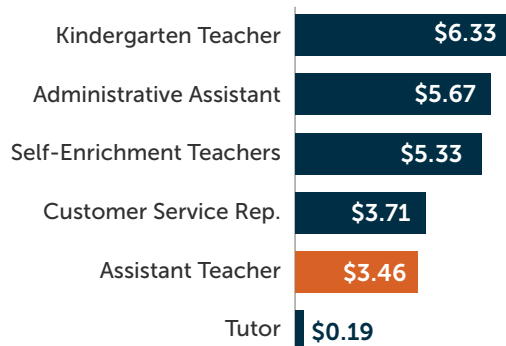 Kindergarten Teacher $6.33
Administrative Assistant $5.67
Self-Enrichment Teachers $5.33
Customer Service Rep. $3.71
Assistant Teacher $3.46
Tutor $0.19